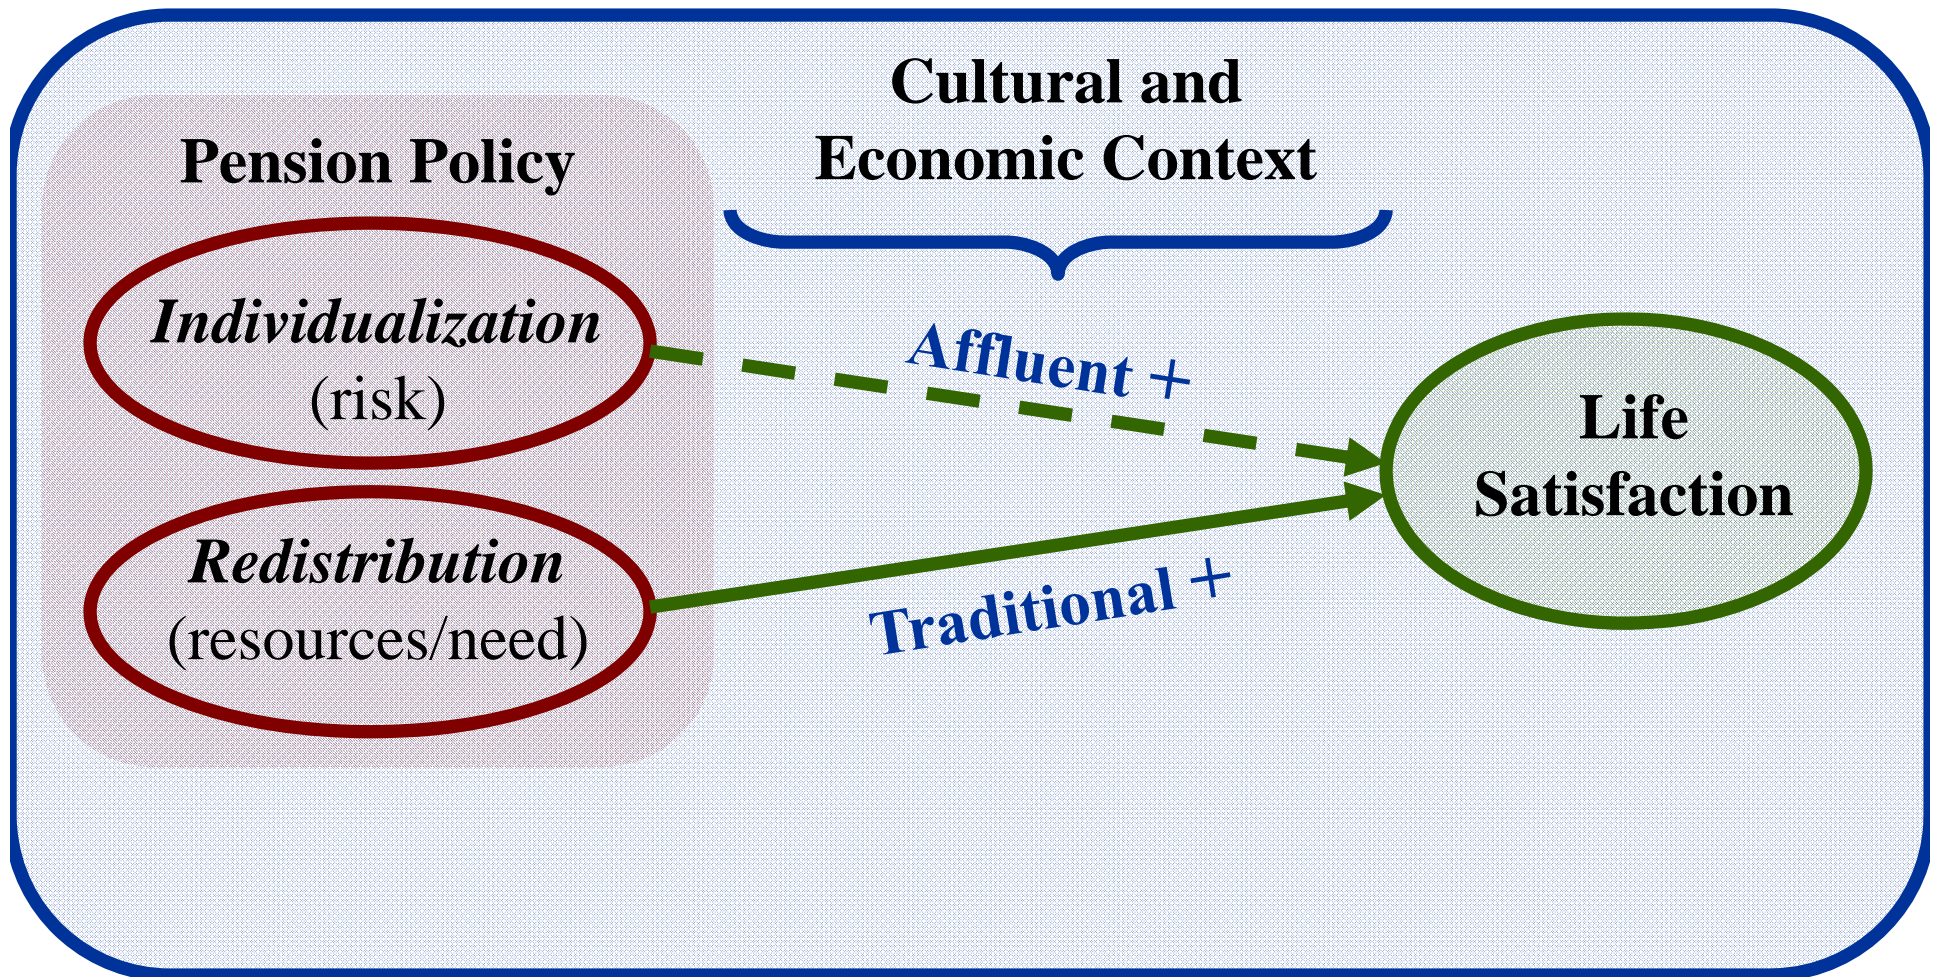 Cultural and
Economic Context
Pension Policy
Individualization
(risk)
Redistribution
(resources/need)
Affluent +
Traditional +
Life
Satisfaction